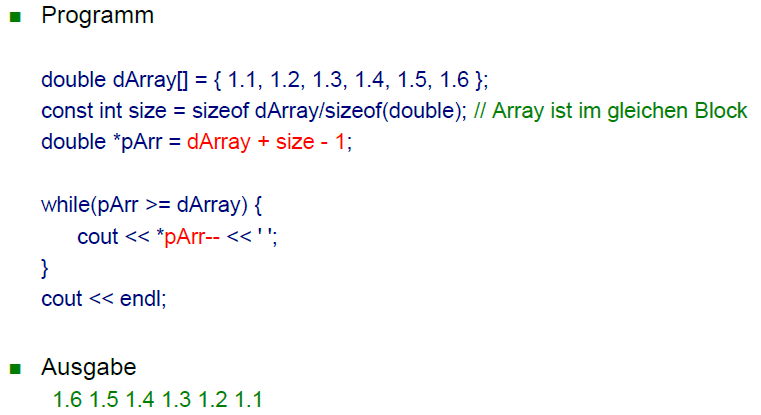 Programm
double dArray[] = { 1.1, 1.2, 1.3, 1.4, 1.5, 1.6 };
const int size = sizeof dArray/sizeof(double); // Array ist im gleichen Block
double *pArr = dArray + size - 1;
while(pArr >= dArray) {
cout << *pArr-- << ' ';
}
cout << endl;
Ausgabe
1.6 1.5 1.4 1.3 1.2 1.1